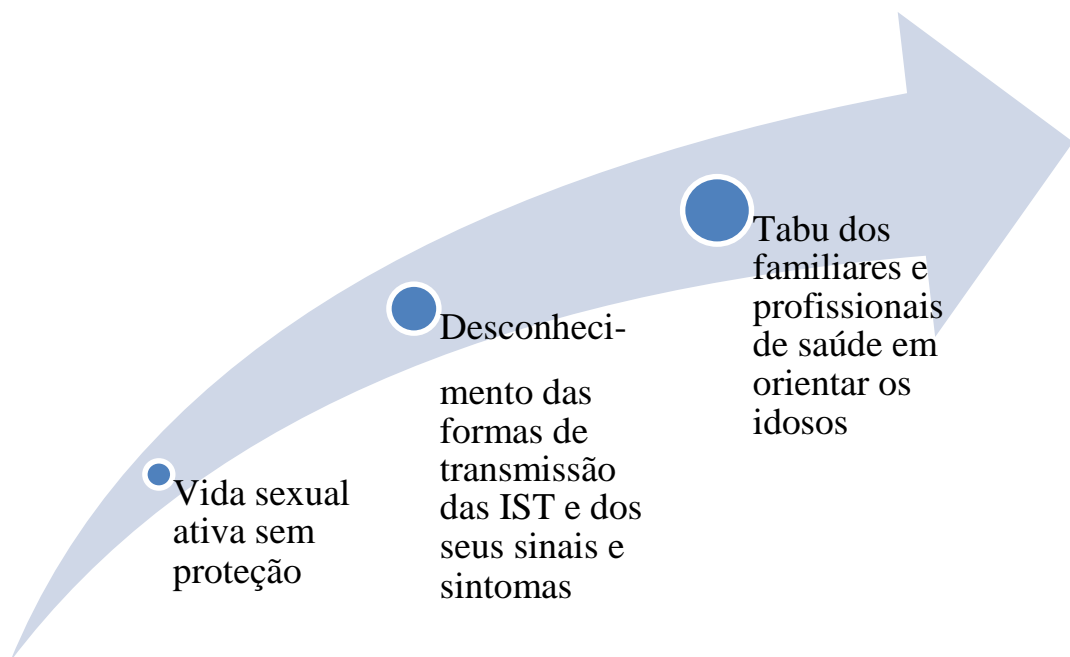 Vida sexual
ativa sem
proteção
Desconheci-
mento das
formas de
transmissão
das IST e dos
seus sinais e
sintomas
Tabu dos
familiares e
profissionais
de saúde em
orientar os
idosos